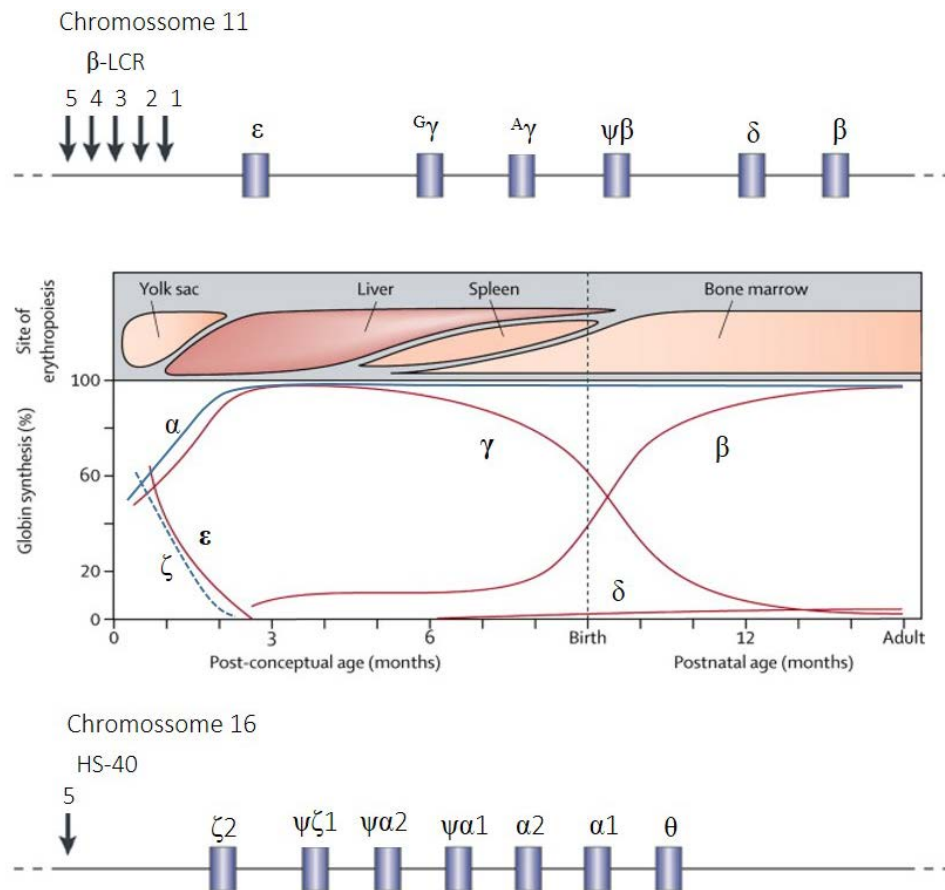 Chromossome 11
β-LCR
5 4 3 2 1
ε Gγ Aγ ψβ δ β
Site of
erythropoiesis
Yolk sac Liver Spleen Bone marrow
Globin synthesis (%)
100
60
20
0
α
ζ
ε
γ
β
δ
0 3 6 Birth 12 Adult
Post-conceptual age (months) Postnatal age (months)
Chromossome 16
HS-40
5
ζ2 ψζ1 ψα2 ψα1 α2 α1 θ